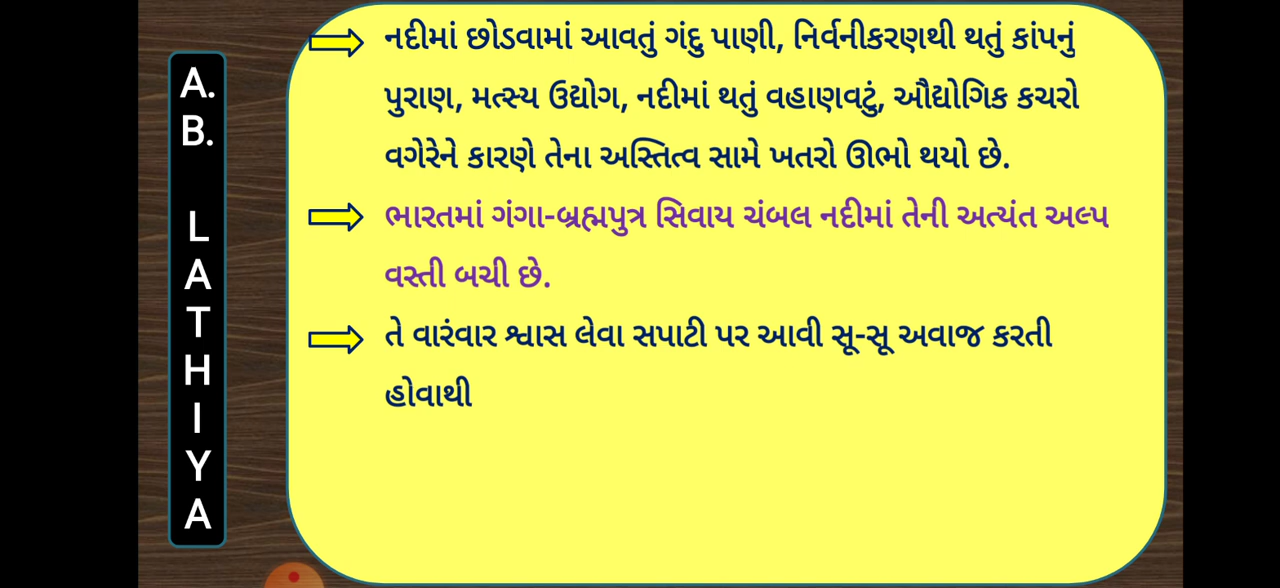 A.
B.
L
A
T
H
I
Y
A
નદીમાં છોડવામાં આવતું ગંદુ પાણી, નિર્વનીકરણથી થતું કાંપનું
પુરાણ, મત્સ્ય ઉદ્યોગ, નદીમાં થતું વહાણવટું, ઔદ્યોગિક કચરો
વગેરેને કારણે તેના અસ્તિત્વ સામે ખતરો ઊભો થયો છે.
ભારતમાં ગંગા-બ્રહ્મપુત્ર સિવાય ચંબલ નદીમાં તેની અત્યંત અલ્પ
વસ્તી બચી છે.
તે વારંવાર શ્વાસ લેવા સપાટી પર આવી સૂ-સૂ અવાજ કરતી
હોવાથી